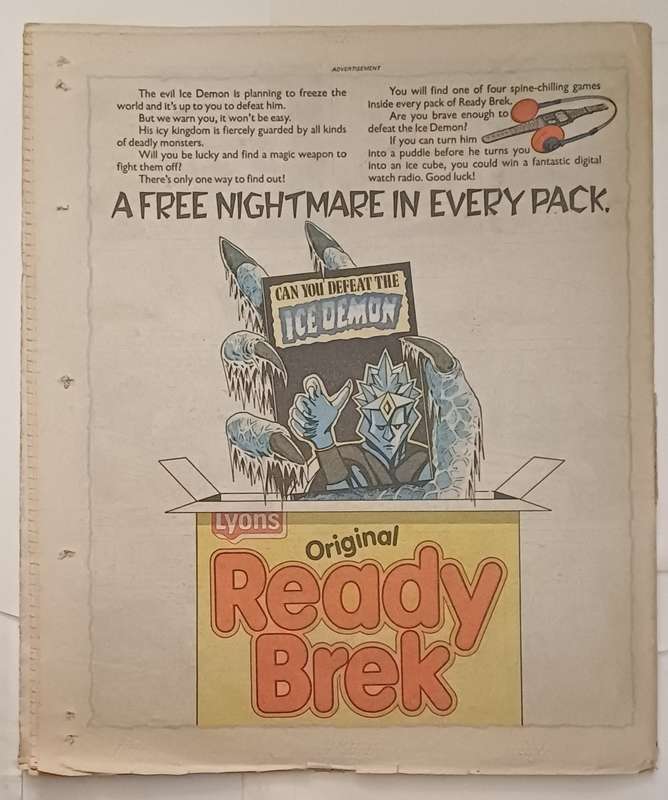 ADVERTISEMENT
The evil Ice Demon is planning to freeze the
world and it's up to you to defeat him.
But we warn you, it won't be easy.
His icy kingdom is fiercely guarded by all kinds
of deadly monsters.
Will you be lucky and find a magic weapon to
fight them off?
There's only one way to find out!
You will find one of four spine-chilling games
inside every pack of Ready Brek.
Are you brave enough to
defeat the Ice Demon?
If you can turn him
into a puddle before he turns you
into an ice cube, you could win a fantastic digital
watch radio. Good luck!
A FREE NIGHTMARE IN EVERY PACK.
CAN YOU DEFEAT THE
ICE DEMON
Lyons
Original
Ready
Brek